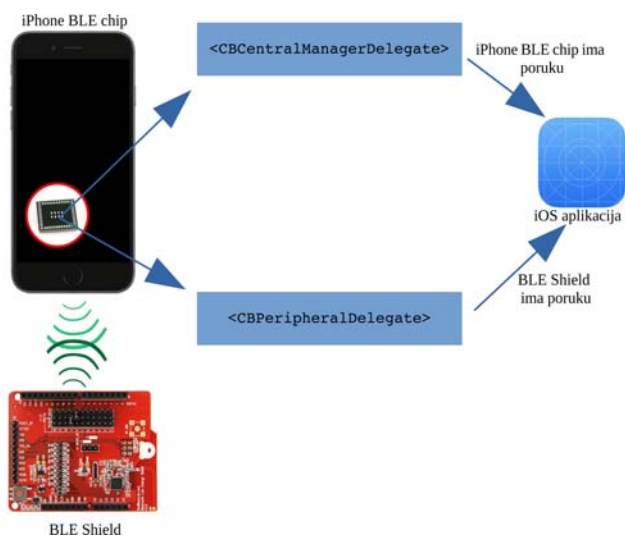 iPhone BLE chip
<CBCentralManagerDelegate>
iPhone BLE chip ima
poruku
iOS aplikacija
BLE Shield
ima poruku
<CBPeripheralDelegate>
BLE Shield